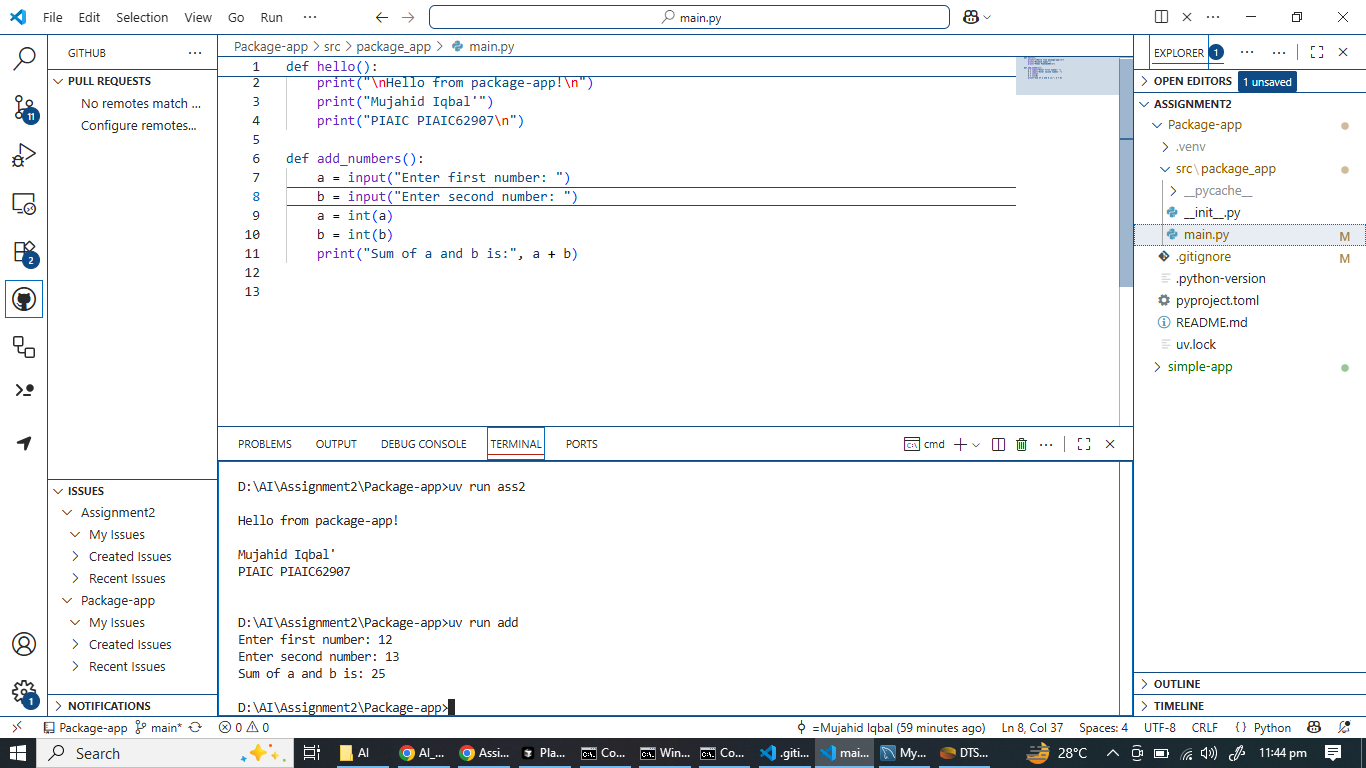 File Edit Selection View Go Run ··· main.py
GITHUB ···
PULL REQUESTS
No remotes match ...
Configure remotes...
11
2
ISSUES
Assignment2
My Issues
Created Issues
Recent Issues
Package-app
My Issues
Created Issues
Recent Issues
NOTIFICATIONS
1
Package-app > src > package_app > main.py
1 def hello():
2 print("\nHello from package-app!\n")
3 print("Mujahid Iqbal'")
4 print("PIAIC PIAIC62907\n")
5
6 def add_numbers():
7 a = input("Enter first number: ")
8 b = input("Enter second number: ")
9 a = int(a)
10 b = int(b)
11 print("Sum of a and b is:", a + b)
12
13
PROBLEMS OUTPUT DEBUG CONSOLE TERMINAL PORTS cmd
D:\AI\Assignment2\Package-app>uv run ass2
Hello from package-app!
Mujahid Iqbal'
PIAIC PIAIC62907
D:\AI\Assignment2\Package-app>uv run add
Enter first number: 12
Enter second number: 13
Sum of a and b is: 25
D:\AI\Assignment2\Package-app>
EXPLORER 1
OPEN EDITORS 1 unsaved
ASSIGNMENT2
Package-app
.venv
src\package_app
__pycache__
__init__.py
main.py M
.gitignore M
.python-version
pyproject.toml
README.md
uv.lock
simple-app
OUTLINE
TIMELINE
Package-app main* 0 0 =Mujahid Iqbal (59 minutes ago) Ln 8, Col 37 Spaces: 4 UTF-8 CRLF { } Python
Search AI AI_... Assi... Pla... Co... Win... Co... .giti... mai... My... DTS... 28°C 11:44 pm